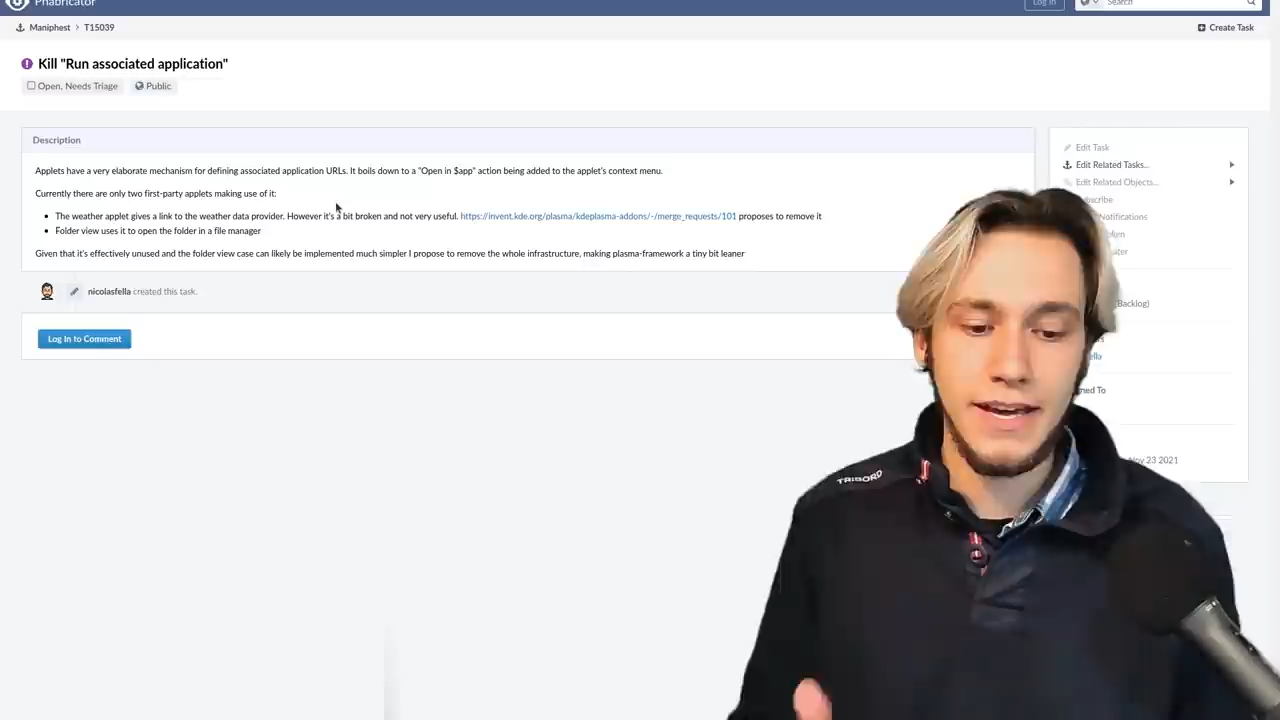 Phabricator
Log In
Search
Maniphest > T15039
Create Task
Kill "Run associated application"
Open, Needs Triage
Public
Description
Applets have a very elaborate mechanism for defining associated application URLs. It boils down to a "Open in $app" action being added to the applet's context menu.
Currently there are only two first-party applets making use of it:
The weather applet gives a link to the weather data provider. However it's a bit broken and not very useful. https://invent.kde.org/plasma/kdeplasma-addons/-/merge_requests/101 proposes to remove it
Folder view uses it to open the folder in a file manager
Given that it's effectively unused and the folder view case can likely be implemented much simpler I propose to remove the whole infrastructure, making plasma-framework a tiny bit leaner
nicolasfella created this task.
Log In to Comment
Edit Task
Edit Related Tasks...
Edit Related Objects...
Notifications
(Backlog)
To
Nov 23 2021
TRIBORD